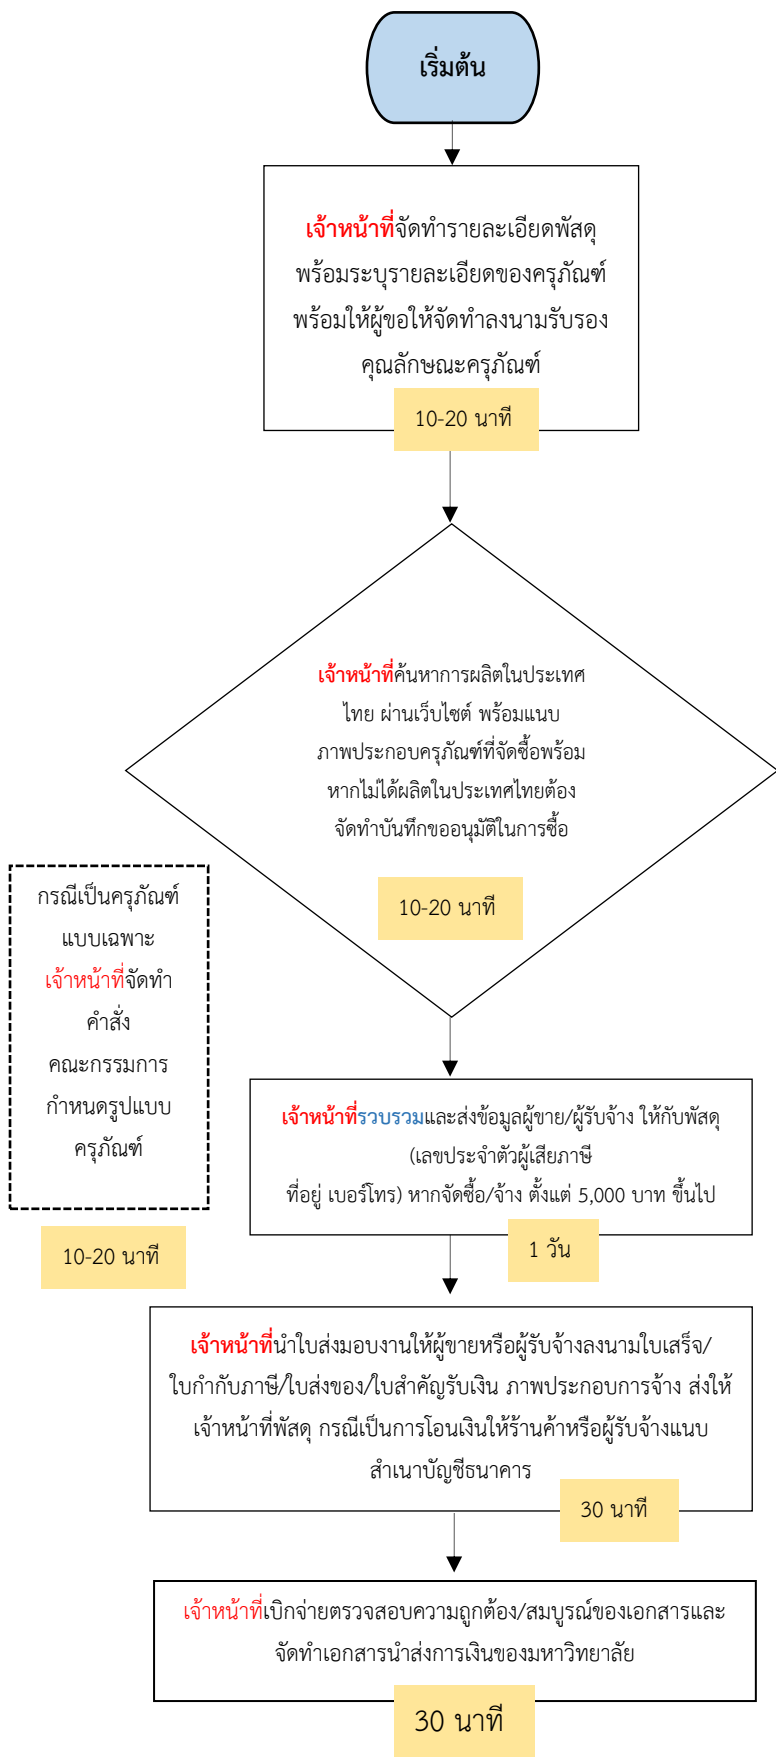 เริ่มต้น
เจ้าหน้าที่จัดทำรายละเอียดพัสดุ
พร้อมระบุรายละเอียดของครุภัณฑ์
พร้อมให้ผู้ขอให้จัดทำลงนามรับรอง
คุณลักษณะครุภัณฑ์
10-20 นาที
เจ้าหน้าที่ค้นหาการผลิตในประเทศ
ไทย ผ่านเว็บไซต์ พร้อมแนบ
ภาพประกอบครุภัณฑ์ที่จัดซื้อพร้อม
หากไม่ได้ผลิตในประเทศไทยต้อง
จัดทำบันทึกขออนุมัติในการซื้อ
10-20 นาที
กรณีเป็นครุภัณฑ์
แบบเฉพาะ
เจ้าหน้าที่จัดทำ
คำสั่ง
คณะกรรมการ
กำหนดรูปแบบ
ครุภัณฑ์
10-20 นาที
เจ้าหน้าที่รวบรวมและส่งข้อมูลผู้ขาย/ผู้รับจ้าง ให้กับพัสดุ
(เลขประจำตัวผู้เสียภาษี
ที่อยู่ เบอร์โทร) หากจัดซื้อ/จ้าง ตั้งแต่ 5,000 บาท ขึ้นไป
1 วัน
เจ้าหน้าที่นำใบส่งมอบงานให้ผู้ขายหรือผู้รับจ้างลงนามใบเสร็จ/
ใบกำกับภาษี/ใบส่งของ/ใบสำคัญรับเงิน ภาพประกอบการจ้าง ส่งให้
เจ้าหน้าที่พัสดุ กรณีเป็นการโอนเงินให้ร้านค้าหรือผู้รับจ้างแนบ
สำเนาบัญชีธนาคาร
30 นาที
เจ้าหน้าที่เบิกจ่ายตรวจสอบความถูกต้อง/สมบูรณ์ของเอกสารและ
จัดทำเอกสารนำส่งการเงินของมหาวิทยาลัย
30 นาที